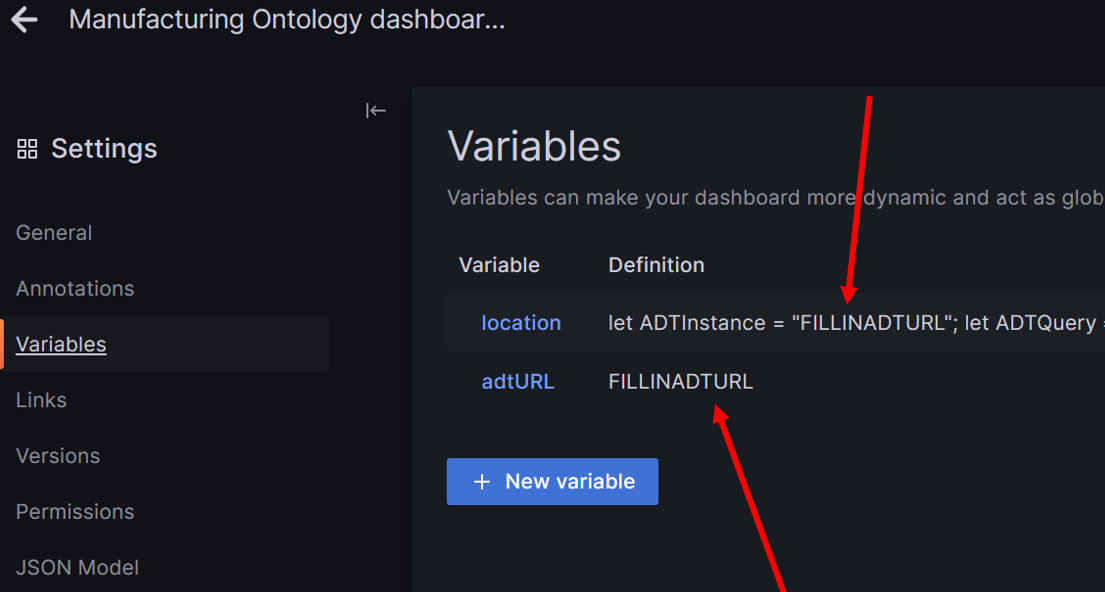 Manufacturing Ontology dashboar...
Settings
General
Annotations
Variables
Links
Versions
Permissions
JSON Model
Variables
Variables can make your dashboard more dynamic and act as glob
Variable Definition
location let ADTInstance = "FILLINADTURL"; let ADTQuery =
adtURL FILLINADTURL
+ New variable